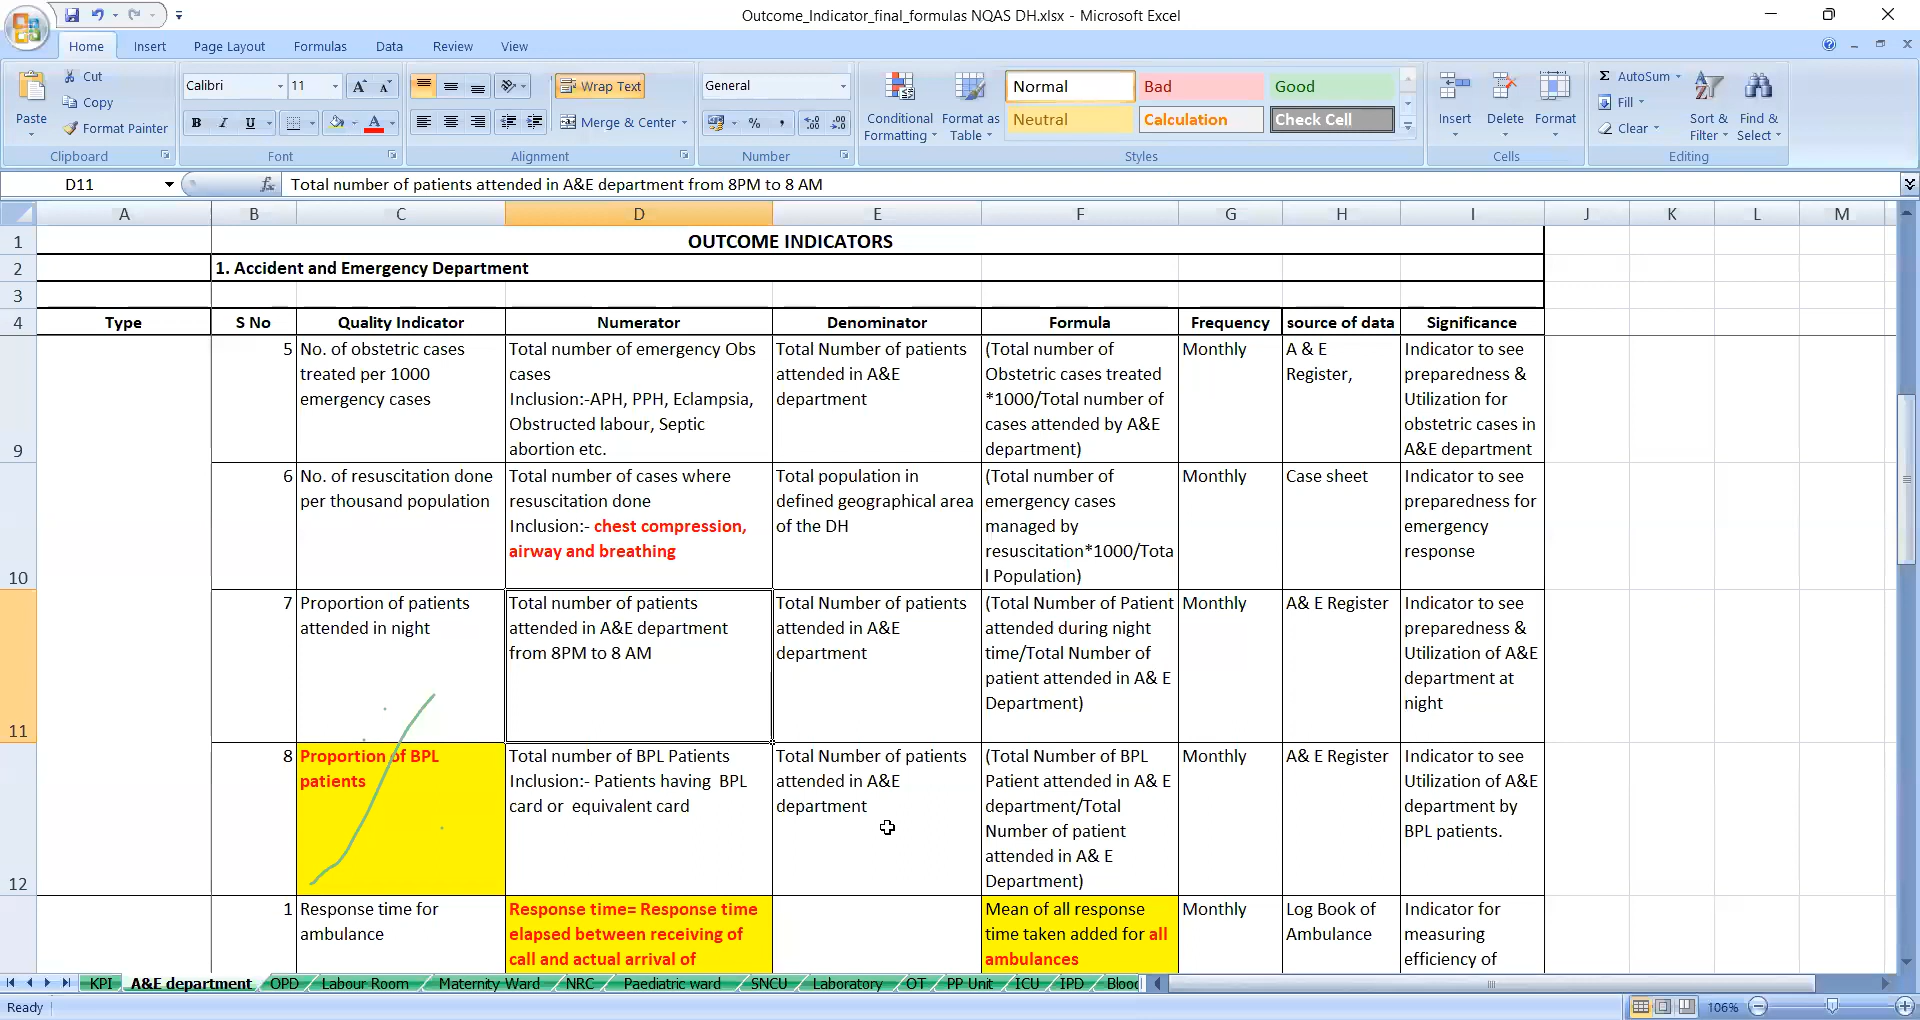 Outcome_Indicator_final_formulas NQAS DH.xlsx - Microsoft Excel
Home Insert Page Layout Formulas Data Review View
Paste
Cut
Copy
Format Painter
Clipboard
Calibri 11
B I U
Font
Wrap Text
Merge & Center
Alignment
General
Number
Conditional Formatting
Format as Table
Normal Bad Good
Neutral Calculation Check Cell
Styles
Insert Delete Format
Cells
Σ AutoSum
Fill
Clear
Sort & Filter
Find & Select
Editing
D11 fx Total number of patients attended in A&E department from 8PM to 8 AM
A B C D E F G H I J K L M
1 OUTCOME INDICATORS
2 1. Accident and Emergency Department
3
4 Type S No Quality Indicator Numerator Denominator Formula Frequency source of data Significance
9
5
No. of obstetric cases
treated per 1000
emergency cases
Total number of emergency Obs
cases
Inclusion:-APH, PPH, Eclampsia,
Obstructed labour, Septic
abortion etc.
Total Number of patients
attended in A&E
department
(Total number of
Obstetric cases treated
*1000/Total number of
cases attended by A&E
department)
Monthly
A & E
Register,
Indicator to see
preparedness &
Utilization for
obstetric cases in
A&E department
10
6
No. of resuscitation done
per thousand population
Total number of cases where
resuscitation done
Inclusion:- chest compression,
airway and breathing
Total population in
defined geographical area
of the DH
(Total number of
emergency cases
managed by
resuscitation*1000/Tota
l Population)
Monthly
Case sheet
Indicator to see
preparedness for
emergency
response
11
7
Proportion of patients
attended in night
Total number of patients
attended in A&E department
from 8PM to 8 AM
Total Number of patients
attended in A&E
department
(Total Number of Patient
attended during night
time/Total Number of
patient attended in A& E
Department)
Monthly
A& E Register
Indicator to see
preparedness &
Utilization of A&E
department at
night
12
8
Proportion of BPL
patients
Total number of BPL Patients
Inclusion:- Patients having BPL
card or equivalent card
Total Number of patients
attended in A&E
department
(Total Number of BPL
Patient attended in A& E
department/Total
Number of patient
attended in A& E
Department)
Monthly
A& E Register
Indicator to see
Utilization of A&E
department by
BPL patients.
1
Response time for
ambulance
Response time= Response time
elapsed between receiving of
call and actual arrival of
Mean of all response
time taken added for all
ambulances
Monthly
Log Book of
Ambulance
Indicator for
measuring
efficiency of
KPI A&E department OPD Labour Room Maternity Ward NRC Paediatric ward SNCU Laboratory OT PP Unit ICU IPD Blood
Ready 106%